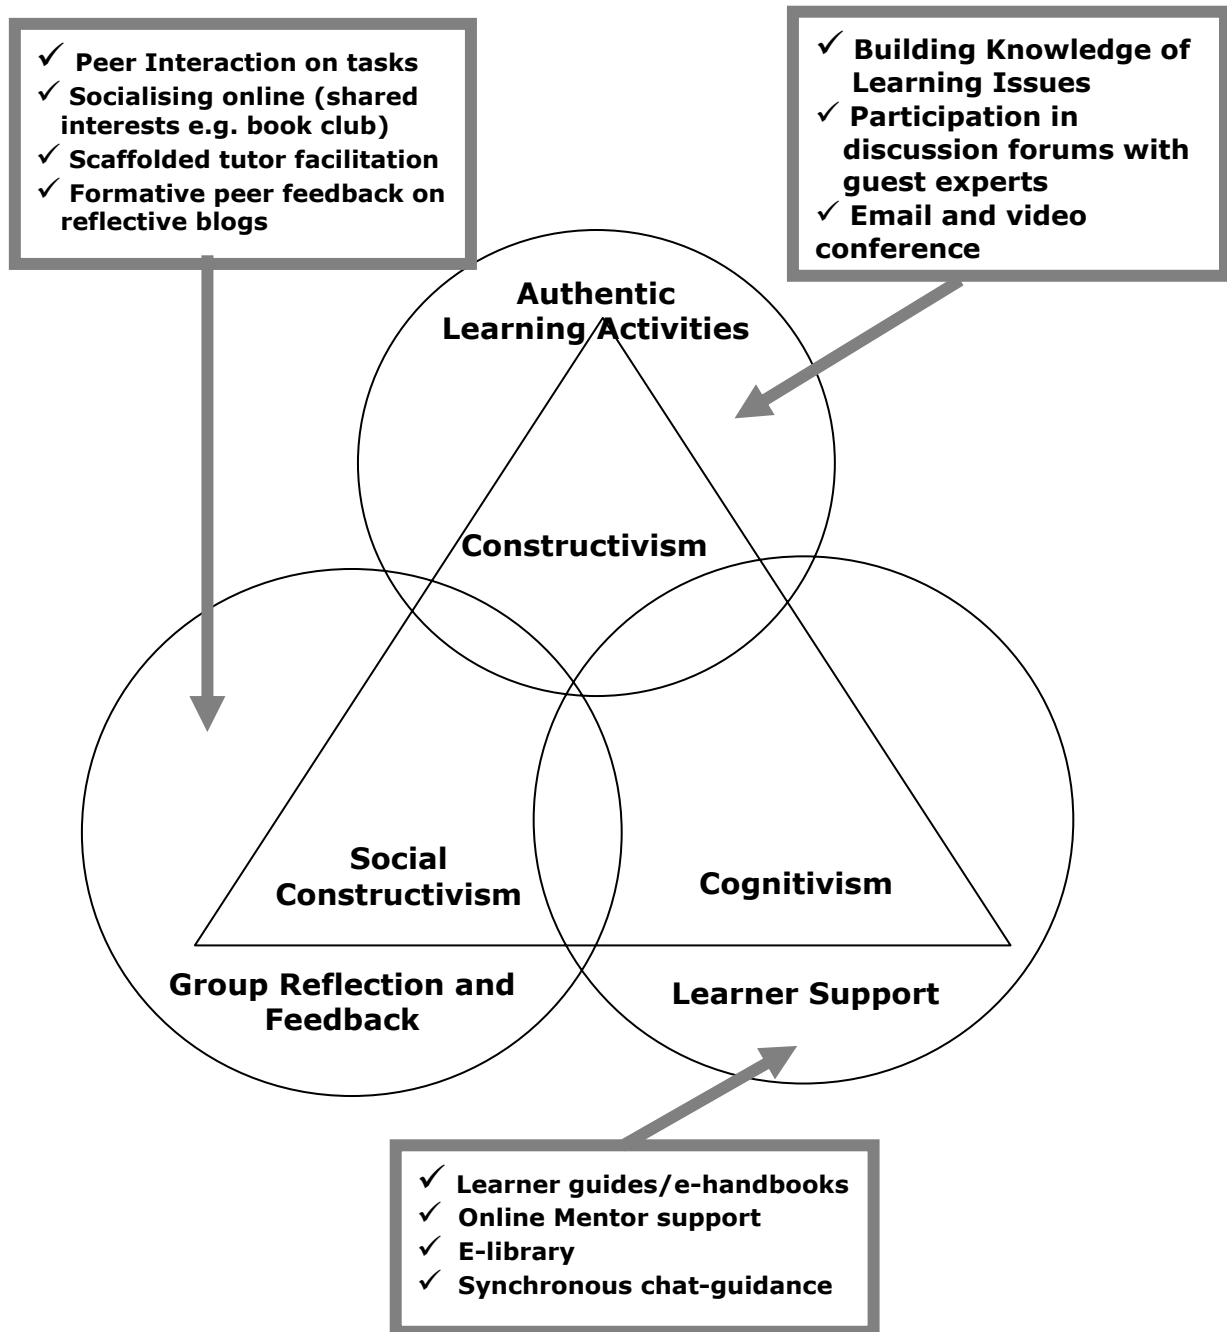 ✓ Peer Interaction on tasks
✓ Socialising online (shared
interests e.g. book club)
✓ Scaffolded tutor facilitation
✓ Formative peer feedback on
reflective blogs
✓ Building Knowledge of
Learning Issues
✓ Participation in
discussion forums with
guest experts
✓ Email and video
conference
Authentic
Learning Activities
Constructivism
Social
Constructivism
Cognitivism
Group Reflection and
Feedback
Learner Support
✓ Learner guides/e-handbooks
✓ Online Mentor support
✓ E-library
✓ Synchronous chat-guidance